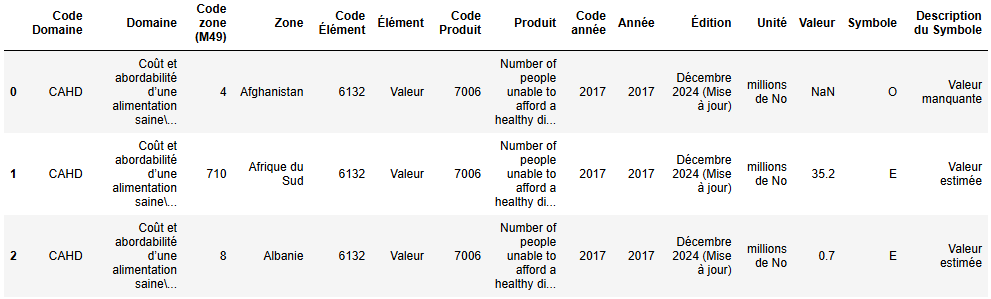 Code Domaine Domaine Code zone (M49) Zone Code Élément Élément Code Produit Produit Code année Année Édition Unité Valeur Symbole Description du Symbole
0 CAHD Coût et abordabilité d'une alimentation saine\... 4 Afghanistan 6132 Valeur 7006 Number of people unable to afford a healthy di... 2017 2017 Décembre 2024 (Mise à jour) millions de No NaN O Valeur manquante
1 CAHD Coût et abordabilité d'une alimentation saine\... 710 Afrique du Sud 6132 Valeur 7006 Number of people unable to afford a healthy di... 2017 2017 Décembre 2024 (Mise à jour) millions de No 35.2 E Valeur estimée
2 CAHD Coût et abordabilité d'une alimentation saine\... 8 Albanie 6132 Valeur 7006 Number of people unable to afford a healthy di... 2017 2017 Décembre 2024 (Mise à jour) millions de No 0.7 E Valeur estimée